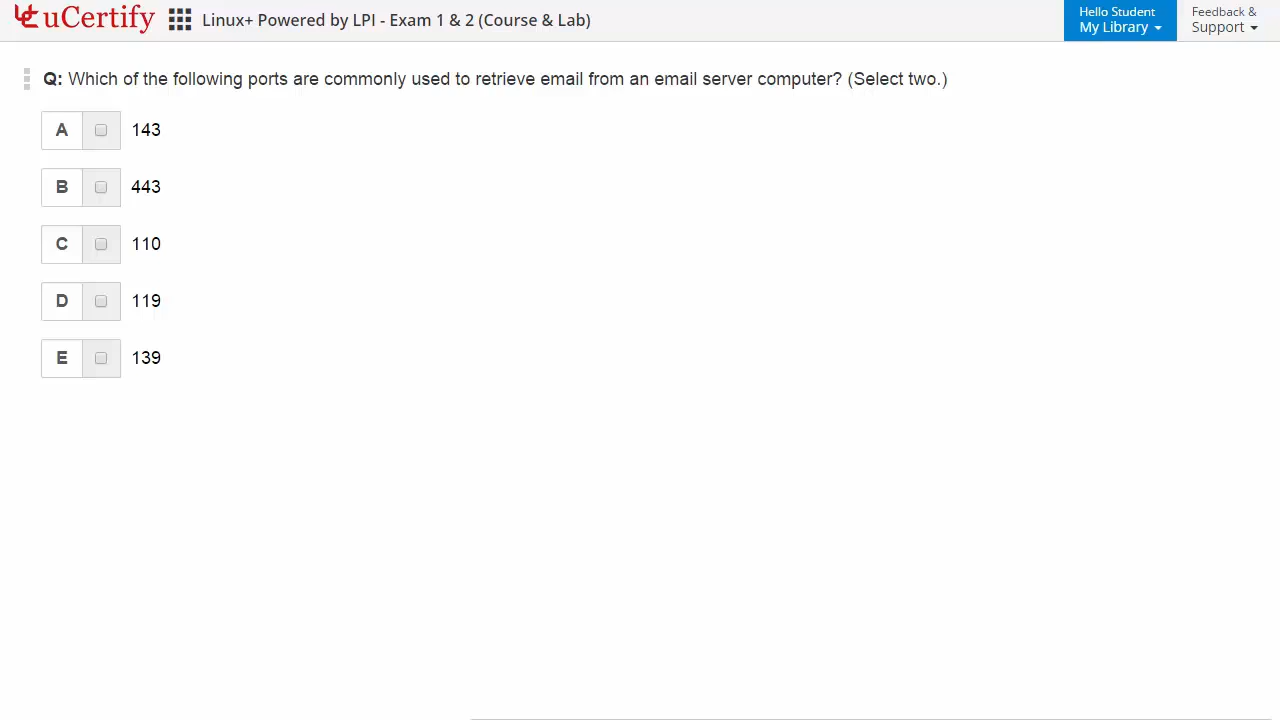 uCertify Linux+ Powered by LPI - Exam 1 & 2 (Course & Lab)
Hello Student
My Library
Feedback &
Support
Q: Which of the following ports are commonly used to retrieve email from an email server computer? (Select two.)
A 143
B 443
C 110
D 119
E 139